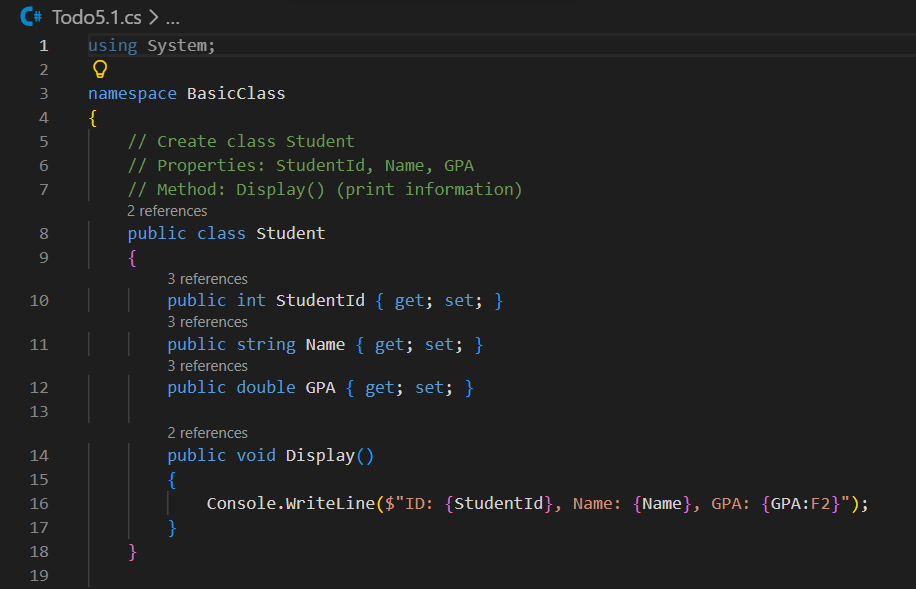 C# Todo5.1.cs > ...
1 using System;
2
3 namespace BasicClass
4 {
5 // Create class Student
6 // Properties: StudentId, Name, GPA
7 // Method: Display() (print information)
2 references
8 public class Student
9 {
3 references
10 public int StudentId { get; set; }
3 references
11 public string Name { get; set; }
3 references
12 public double GPA { get; set; }
13
2 references
14 public void Display()
15 {
16 Console.WriteLine($"ID: {StudentId}, Name: {Name}, GPA: {GPA:F2}");
17 }
18 }
19